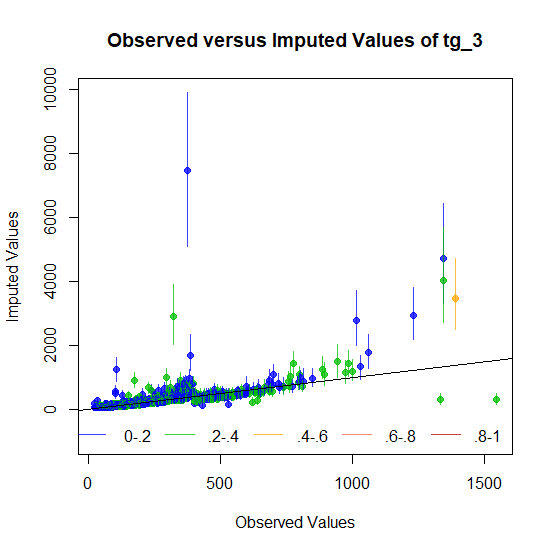 Observed versus Imputed Values of tg_3
Imputed Values
10000
8000
6000
4000
2000
0
0-.2 .2-.4 .4-.6 .6-.8 .8-1
0 500 1000 1500
Observed Values